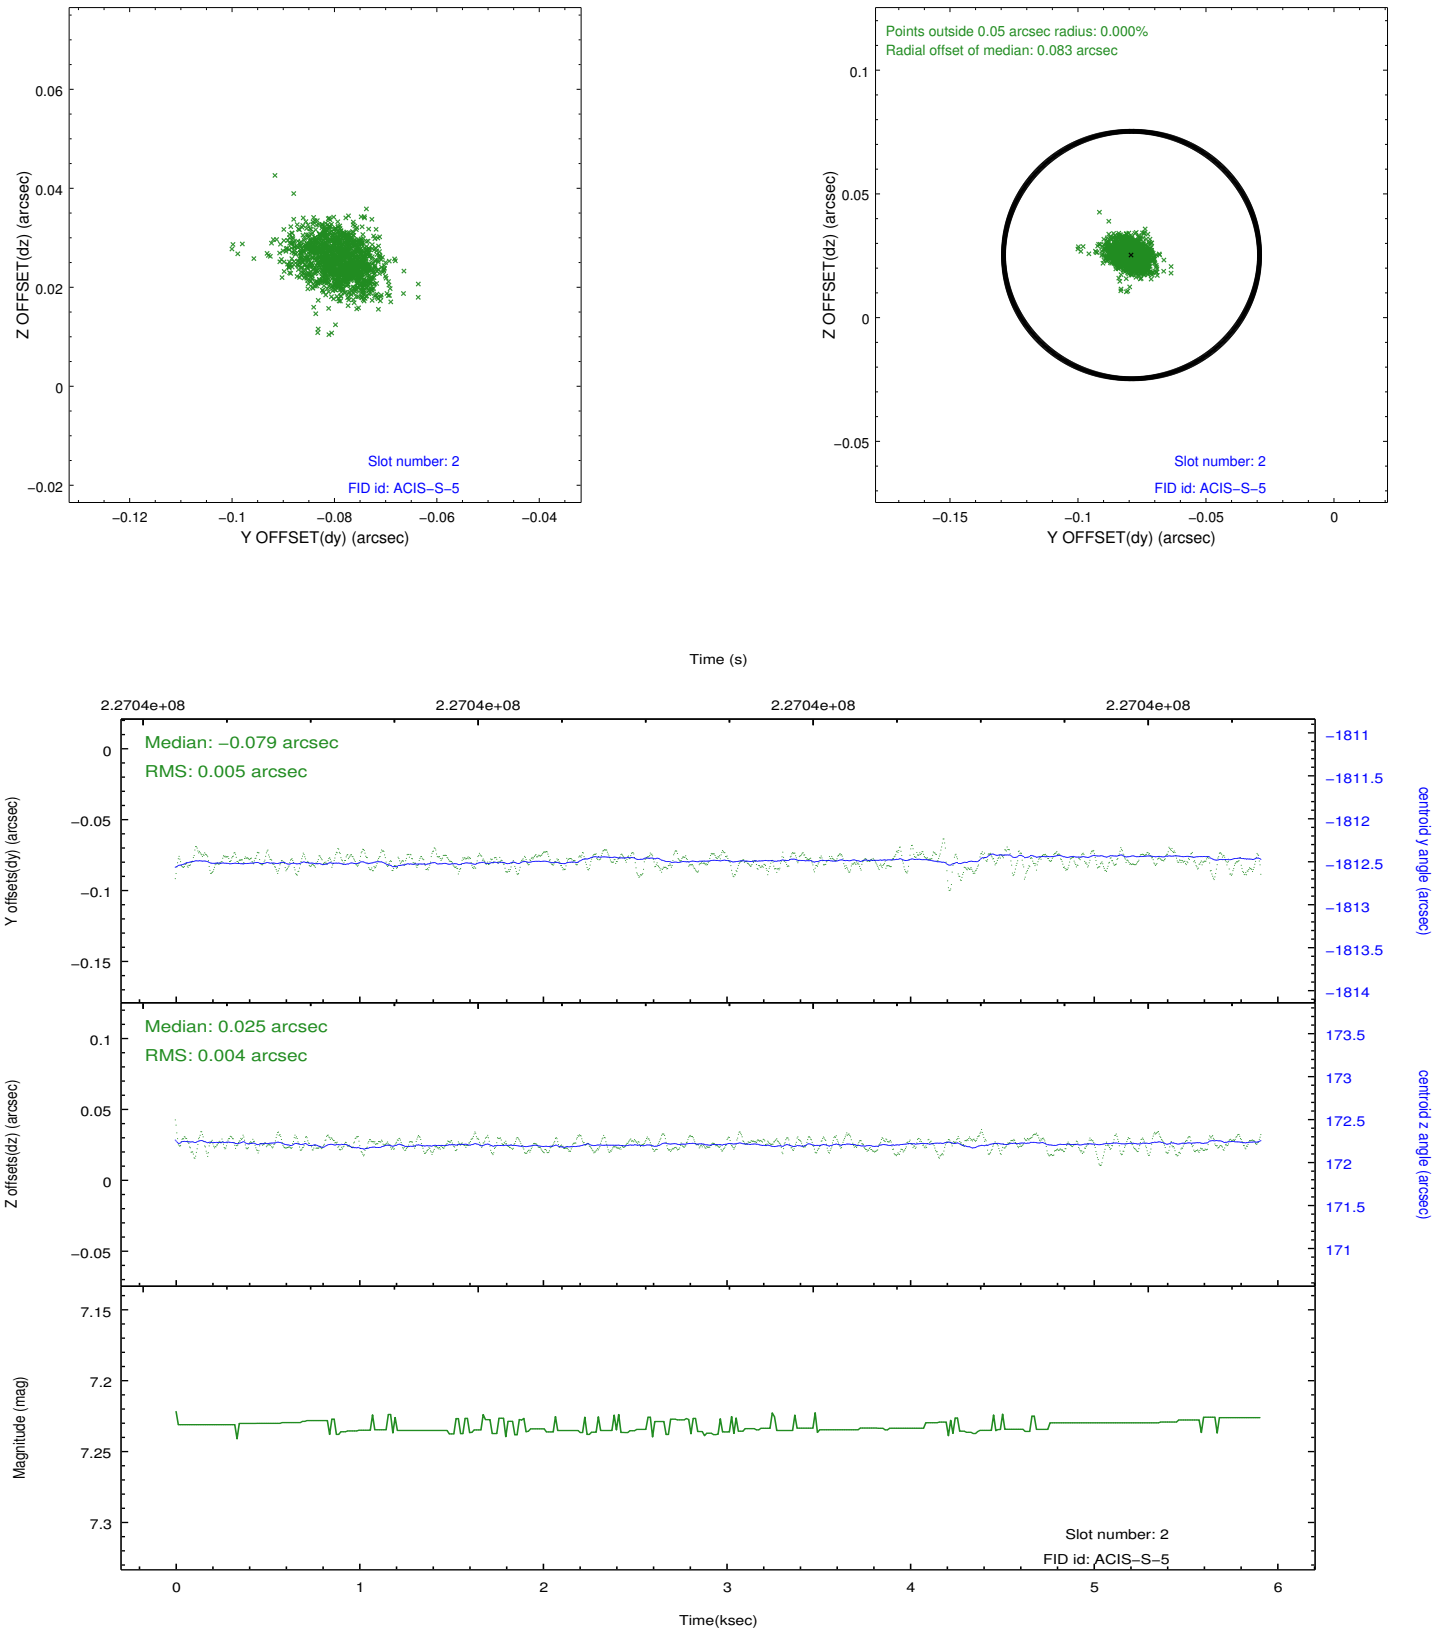 0.06
0.04
0.02
0
−0.02
Z OFFSET(dz) (arcsec)
Slot number: 2
FID id: ACIS−S−5
−0.12 −0.1 −0.08 −0.06 −0.04
Y OFFSET(dy) (arcsec)
Points outside 0.05 arcsec radius: 0.000%
Radial offset of median: 0.083 arcsec
0.1
0.05
0
−0.05
Z OFFSET(dz) (arcsec)
Slot number: 2
FID id: ACIS−S−5
−0.15 −0.1 −0.05 0
Y OFFSET(dy) (arcsec)
Time (s)
2.2704e+08 2.2704e+08 2.2704e+08 2.2704e+08
Median: −0.079 arcsec
RMS: 0.005 arcsec
0
−0.05
−0.1
−0.15
Y offsets(dy) (arcsec)
−1811
−1811.5
−1812
−1812.5
−1813
−1813.5
−1814
centroid y angle (arcsec)
Median: 0.025 arcsec
RMS: 0.004 arcsec
0.1
0.05
0
−0.05
Z offsets(dz) (arcsec)
173.5
173
172.5
172
171.5
171
centroid z angle (arcsec)
7.15
7.2
7.25
7.3
Magnitude (mag)
Slot number: 2
FID id: ACIS−S−5
0 1 2 3 4 5 6
Time(ksec)